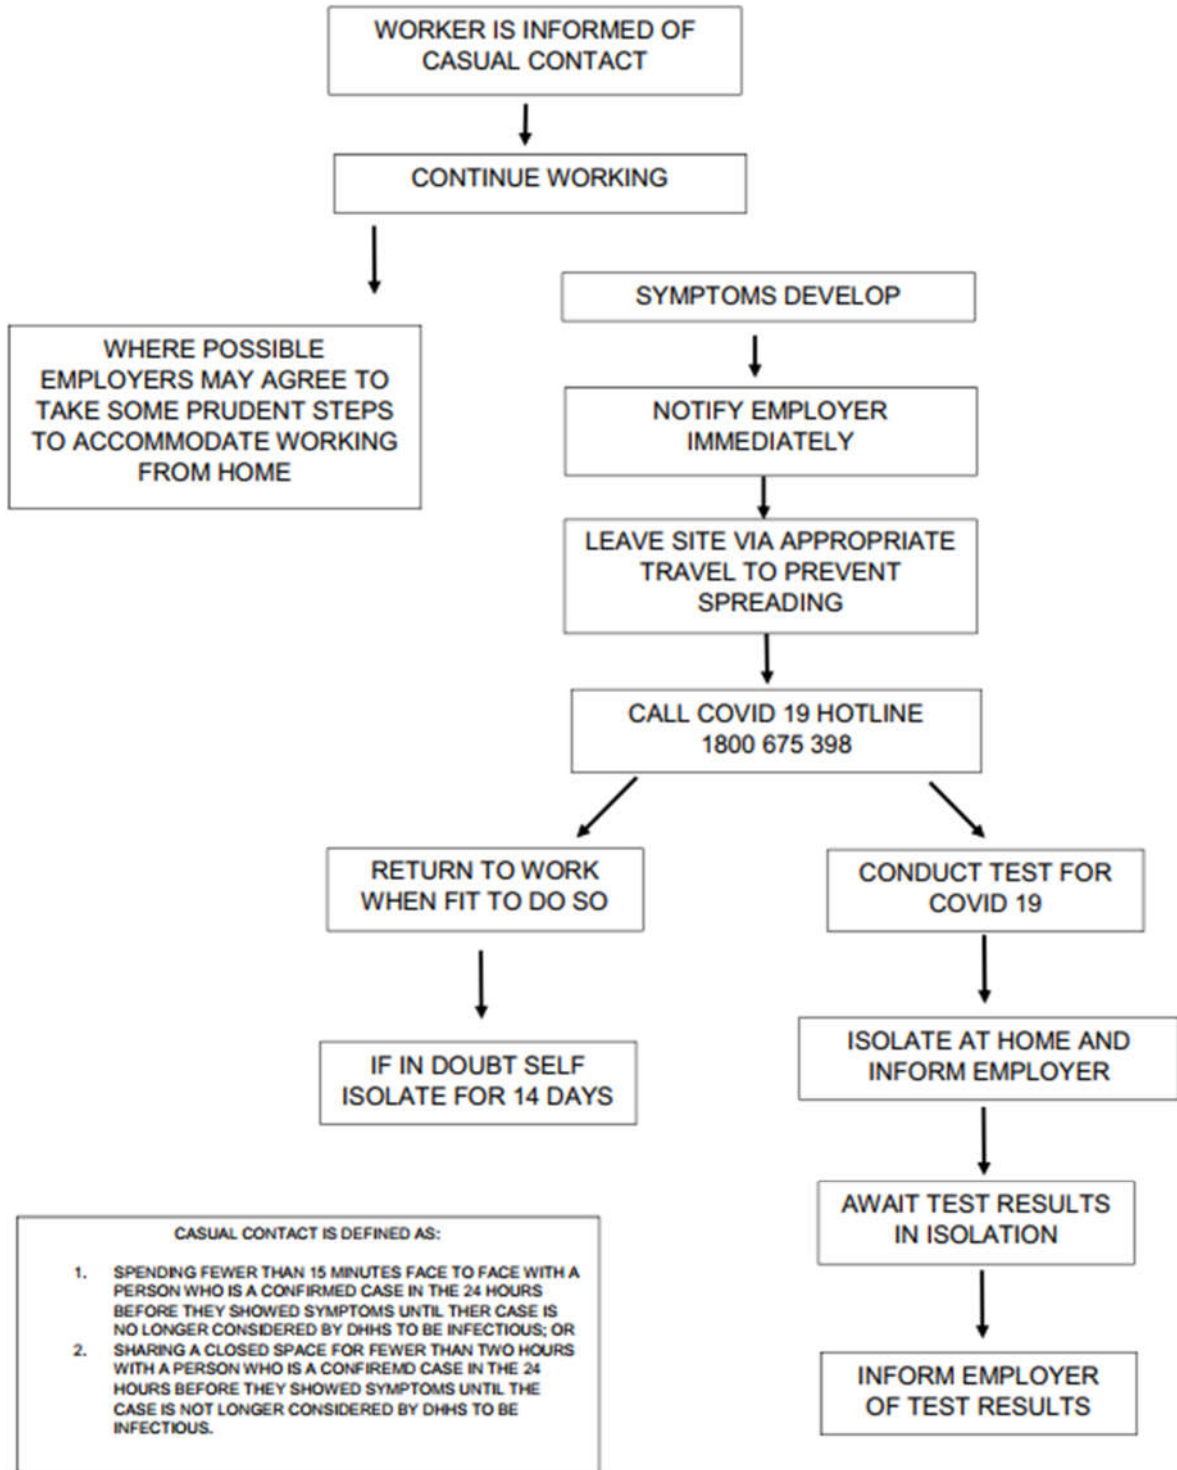 WORKER IS INFORMED OF
CASUAL CONTACT
CONTINUE WORKING
SYMPTOMS DEVELOP
WHERE POSSIBLE
EMPLOYERS MAY AGREE TO
TAKE SOME PRUDENT STEPS
TO ACCOMMODATE WORKING
FROM HOME
NOTIFY EMPLOYER
IMMEDIATELY
LEAVE SITE VIA APPROPRIATE
TRAVEL TO PREVENT
SPREADING
CALL COVID 19 HOTLINE
1800 675 398
RETURN TO WORK
WHEN FIT TO DO SO
IF IN DOUBT SELF
ISOLATE FOR 14 DAYS
CONDUCT TEST FOR
COVID 19
ISOLATE AT HOME AND
INFORM EMPLOYER
AWAIT TEST RESULTS
IN ISOLATION
INFORM EMPLOYER
OF TEST RESULTS
CASUAL CONTACT IS DEFINED AS:
1. SPENDING FEWER THAN 15 MINUTES FACE TO FACE WITH A
PERSON WHO IS A CONFIRMED CASE IN THE 24 HOURS
BEFORE THEY SHOWED SYMPTOMS UNTIL THER CASE IS
NO LONGER CONSIDERED BY DHHS TO BE INFECTIOUS; OR
2. SHARING A CLOSED SPACE FOR FEWER THAN TWO HOURS
WITH A PERSON WHO IS A CONFIREMD CASE IN THE 24
HOURS BEFORE THEY SHOWED SYMPTOMS UNTIL THE
CASE IS NOT LONGER CONSIDERED BY DHHS TO BE
INFECTIOUS.